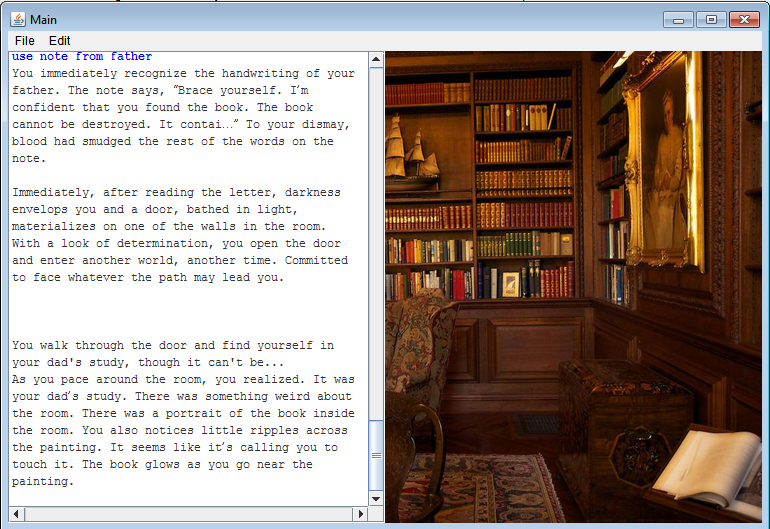 Main
File Edit
use note from father
You immediately recognize the handwriting of your
father. The note says, “Brace yourself. I’m
confident that you found the book. The book
cannot be destroyed. It contai...” To your dismay,
blood had smudged the rest of the words on the
note.
Immediately, after reading the letter, darkness
envelops you and a door, bathed in light,
materializes on one of the walls in the room.
With a look of determination, you open the door
and enter another world, another time. Committed
to face whatever the path may lead you.
You walk through the door and find yourself in
your dad's study, though it can't be...
As you pace around the room, you realized. It was
your dad’s study. There was something weird about
the room. There was a portrait of the book inside
the room. You also notices little ripples across
the painting. It seems like it’s calling you to
touch it. The book glows as you go near the
painting.